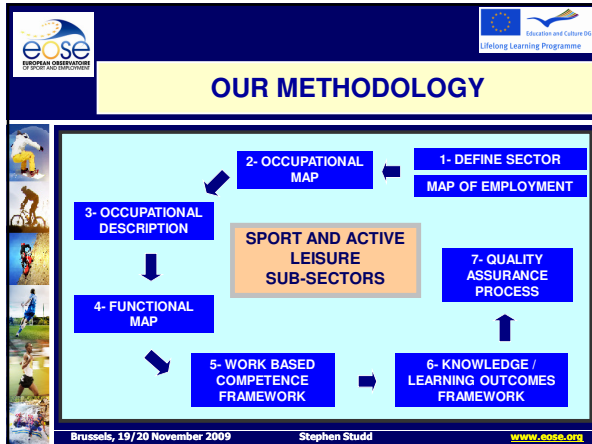 eose
EUROPEAN OBSERVATOIRE
OF SPORT AND EMPLOYMENT
Education and Culture DG
Lifelong Learning Programme
OUR METHODOLOGY
1- DEFINE SECTOR
MAP OF EMPLOYMENT
2- OCCUPATIONAL
MAP
3- OCCUPATIONAL
DESCRIPTION
SPORT AND ACTIVE
LEISURE
SUB-SECTORS
4- FUNCTIONAL
MAP
5- WORK BASED
COMPETENCE
FRAMEWORK
6- KNOWLEDGE /
LEARNING OUTCOMES
FRAMEWORK
7- QUALITY
ASSURANCE
PROCESS
Brussels, 19/20 November 2009 Stephen Studd www.eose.org